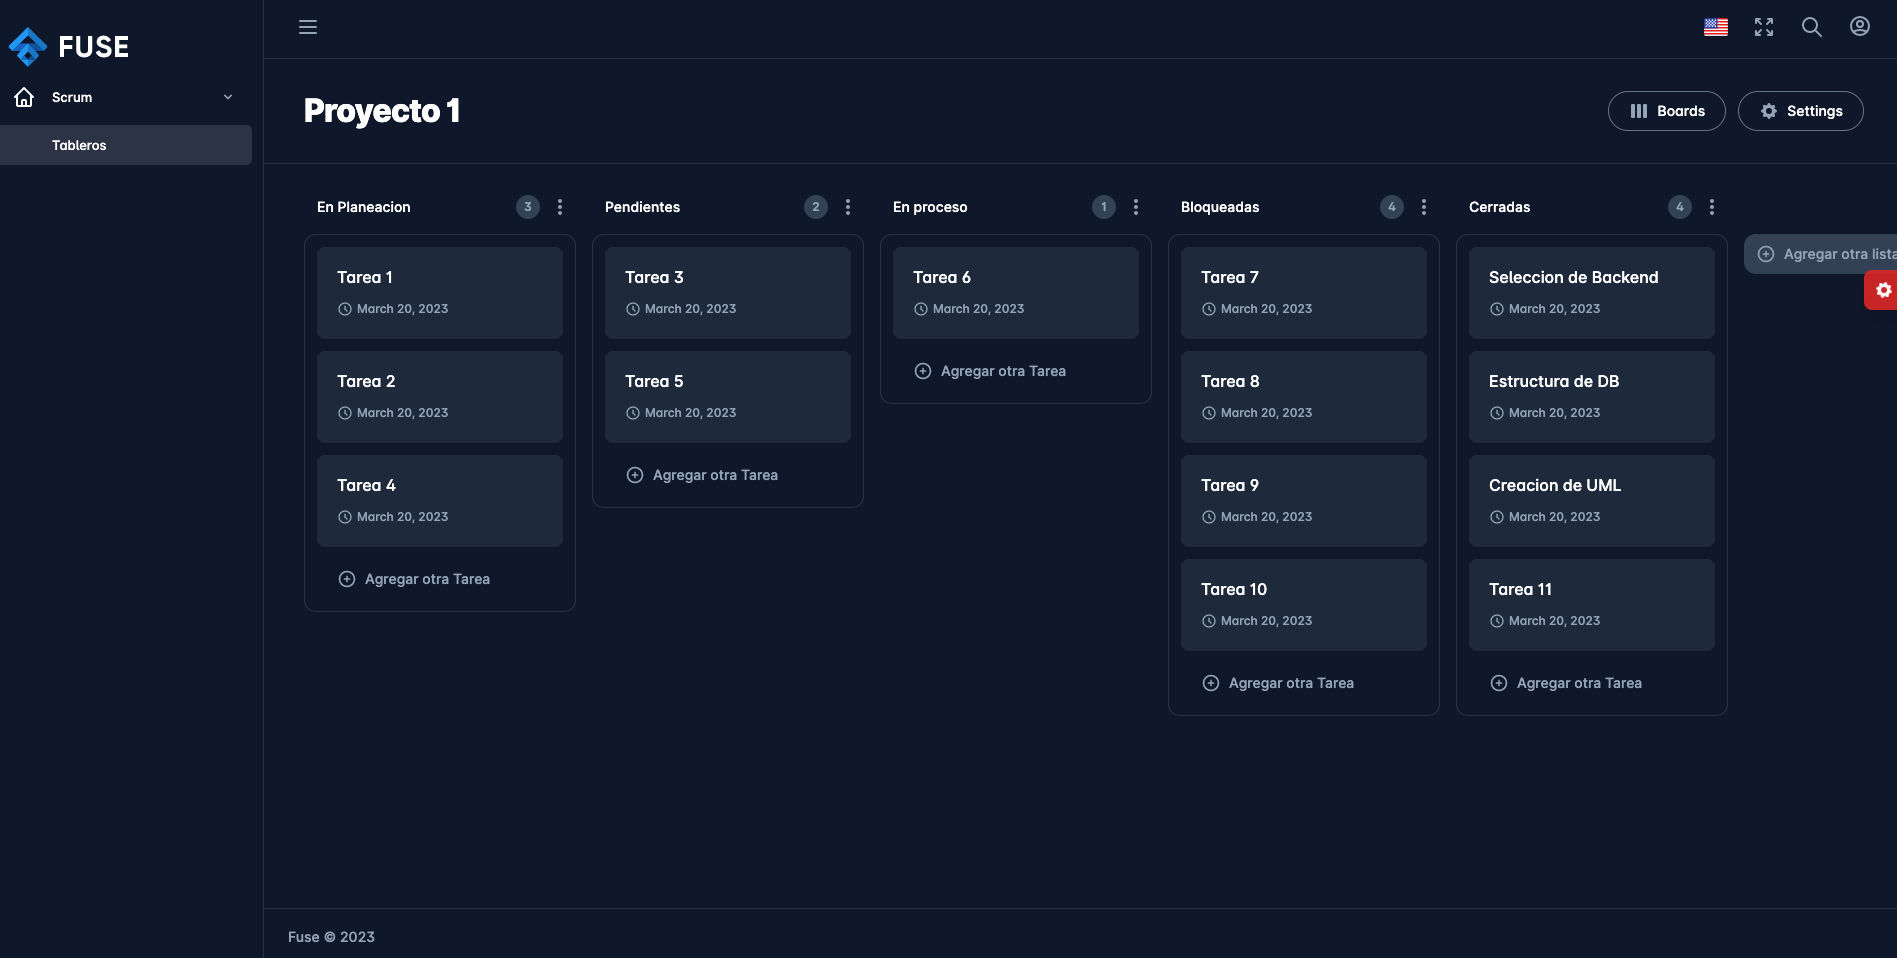 FUSE
Scrum
Tableros
Proyecto 1
Boards
Settings
En Planeacion
3
Tarea 1
March 20, 2023
Tarea 2
March 20, 2023
Tarea 4
March 20, 2023
Agregar otra Tarea
Pendientes
2
Tarea 3
March 20, 2023
Tarea 5
March 20, 2023
Agregar otra Tarea
En proceso
1
Tarea 6
March 20, 2023
Agregar otra Tarea
Bloqueadas
4
Tarea 7
March 20, 2023
Tarea 8
March 20, 2023
Tarea 9
March 20, 2023
Tarea 10
March 20, 2023
Agregar otra Tarea
Cerradas
4
Seleccion de Backend
March 20, 2023
Estructura de DB
March 20, 2023
Creacion de UML
March 20, 2023
Tarea 11
March 20, 2023
Agregar otra Tarea
Agregar otra lista
Fuse © 2023